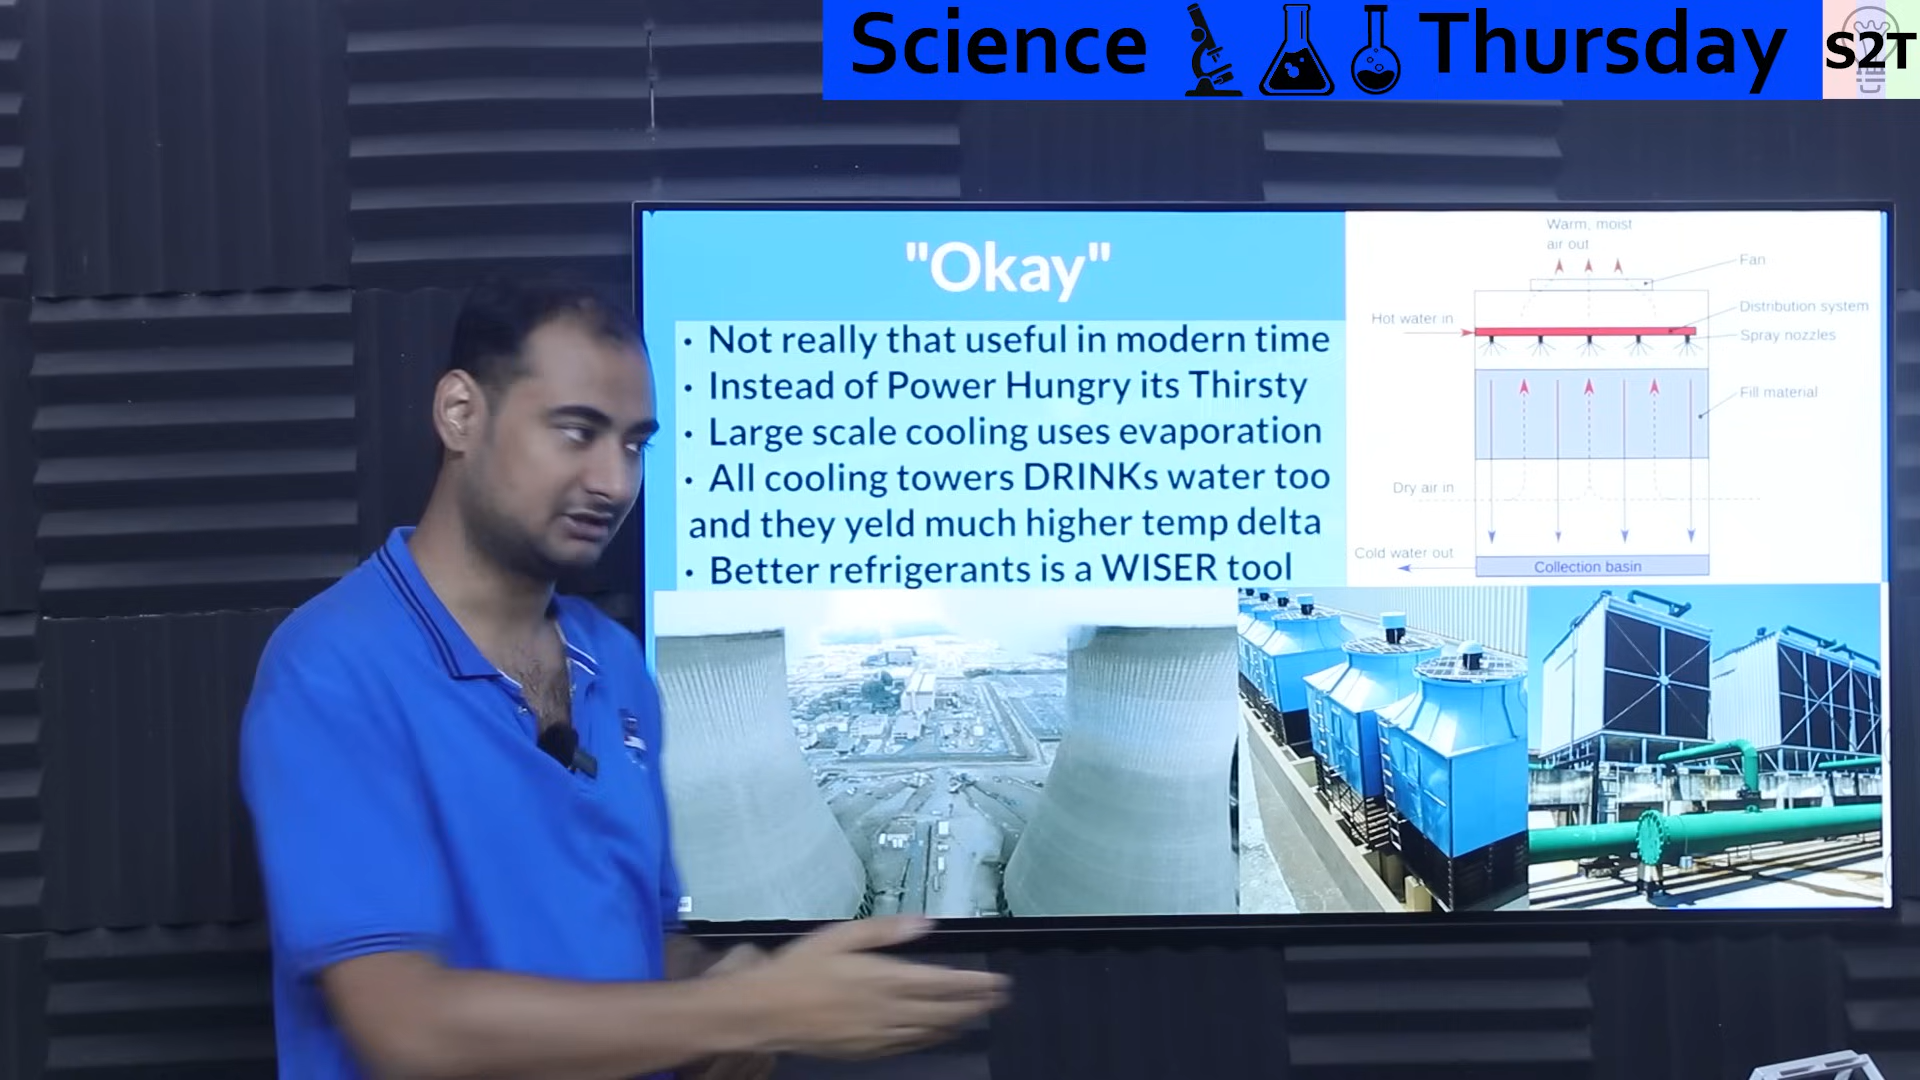 Science Thursday
S2T
"Okay"
· Not really that useful in modern time
· Instead of Power Hungry its Thirsty
· Large scale cooling uses evaporation
· All cooling towers DRINKs water too
and they yeld much higher temp delta
· Better refrigerants is a WISER tool
Warm, moist
air out
Fan
Distribution system
Hot water in
Spray nozzles
Fill material
Dry air in
Cold water out
Collection basin